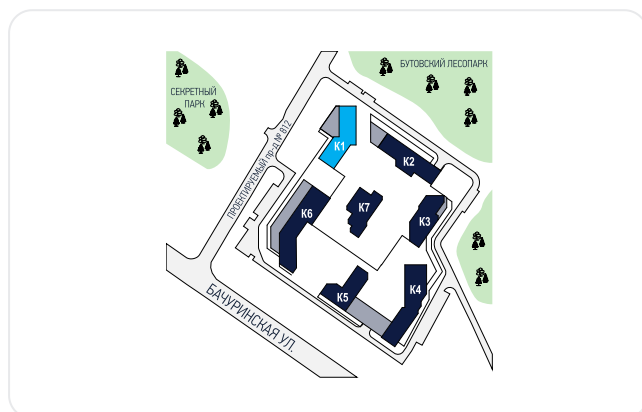 БУТОВСКИЙ ЛЕСОПАРК
СЕКРЕТНЫЙ
ПАРК
ПРОЕКТИРУЕМЫЙ пр-д № 812
К1
К2
К3
К4
К5
К6
К7
БАЧУРИНСКАЯ УЛ.